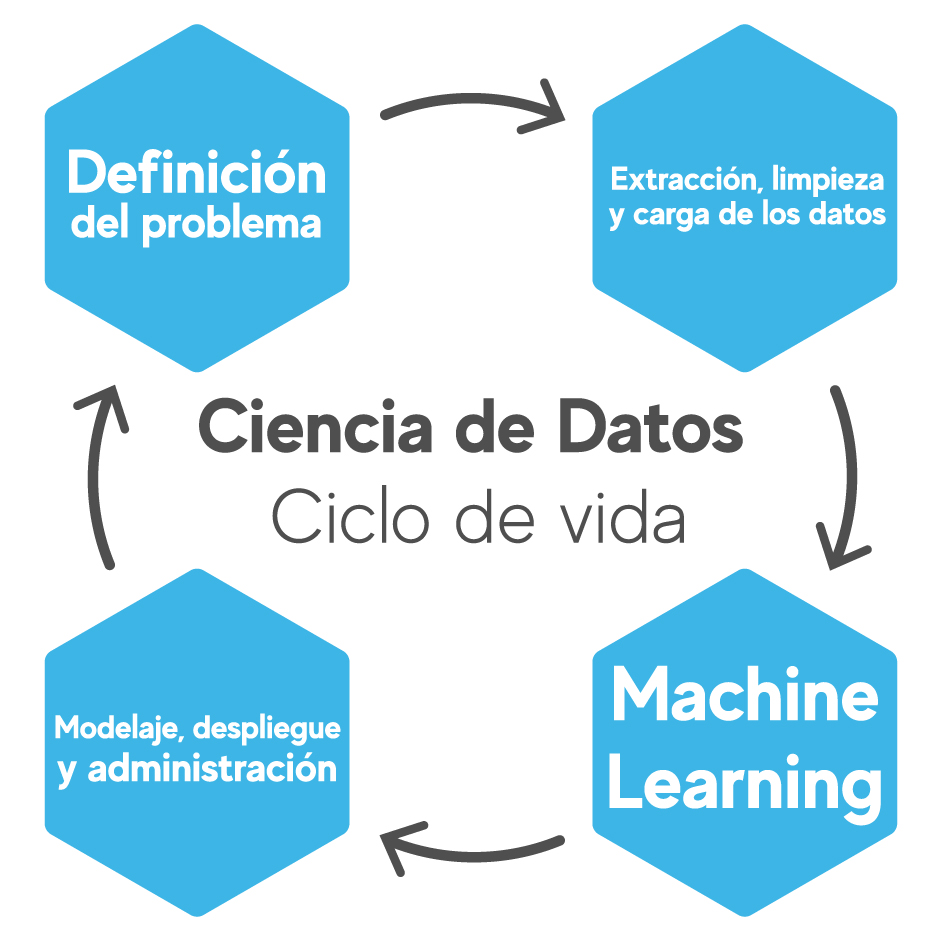 Definición
del problema
Extracción, limpieza
y carga de los datos
Ciencia de Datos
Ciclo de vida
Modelaje, despliegue
y administración
Machine
Learning